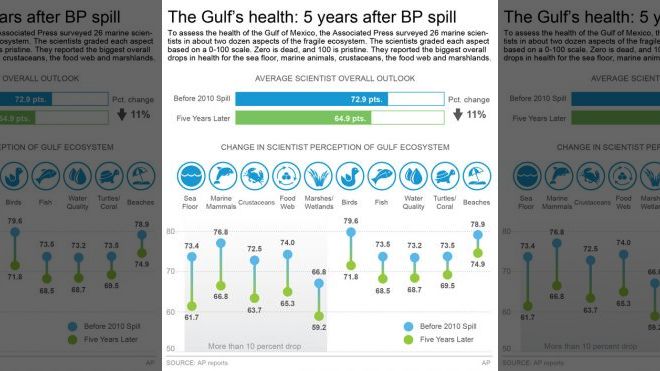 The Gulf's health: 5 years after BP spill
To assess the health of the Gulf of Mexico, the Associated Press surveyed 26 marine scien-
tists in about two dozen aspects of the fragile ecosystem. The scientists graded each aspect
based on a 0-100 scale. Zero is dead, and 100 is pristine. They reported the biggest overall
drops in health for the sea floor, marine animals, crustaceans, the food web and marshlands.
AVERAGE SCIENTIST OVERALL OUTLOOK
Before 2010 Spill 72.9 pts. Pct. change
Five Years Later 64.9 pts. 11%
CHANGE IN SCIENTIST PERCEPTION OF GULF ECOSYSTEM
Sea Floor
Marine Mammals
Crustaceans
Food Web
Marshes/ Wetlands
Birds
Fish
Water Quality
Turtles/ Coral
Beaches
80
70
60
50
73.4
61.7
76.8
66.8
72.5
63.7
74.0
65.3
66.8
59.2
79.6
71.8
73.5
68.5
73.2
68.7
73.5
69.5
78.9
74.9
Before 2010 Spill
Five Years Later
More than 10 percent drop
SOURCE: AP reports AP